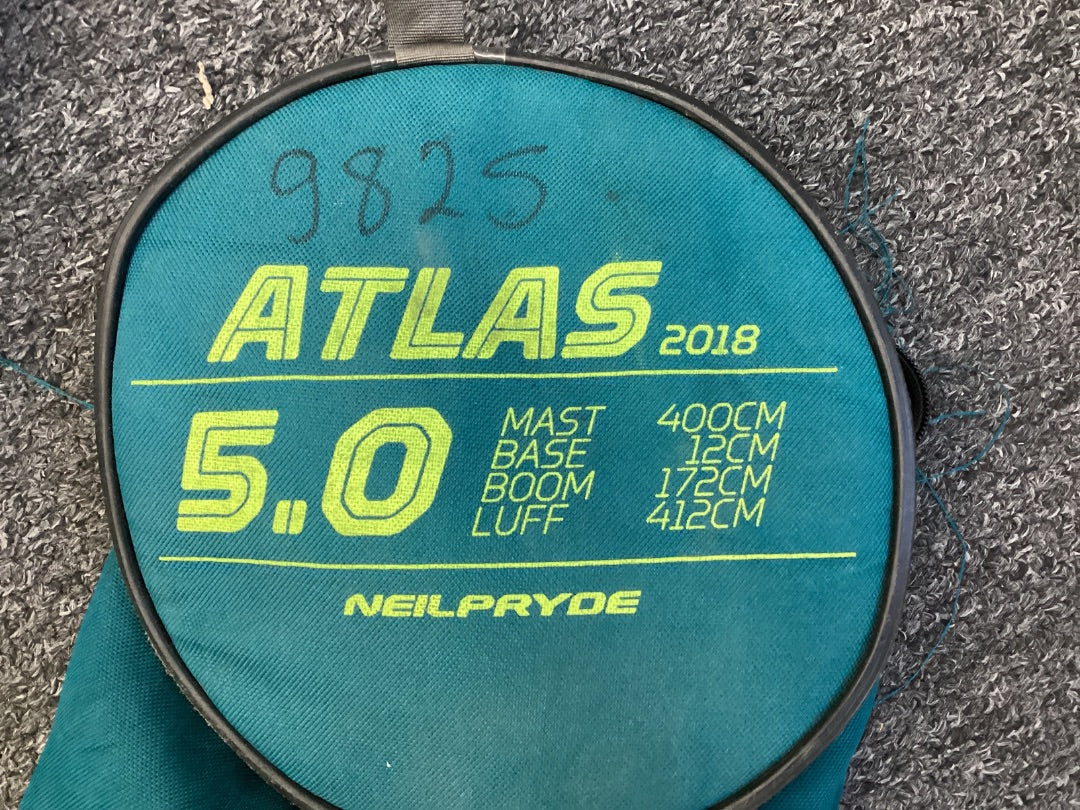 9825
ATLAS 2018
5.0
MAST 400CM
BASE 12CM
BOOM 172CM
LUFF 412CM
NEILPRYDE